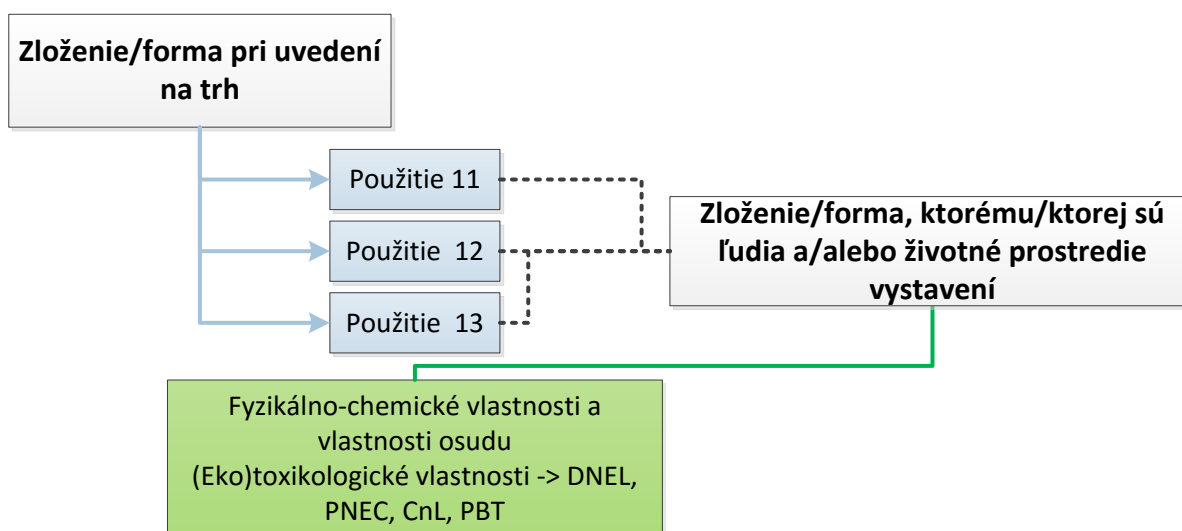 Zloženie/forma pri uvedení
na trh
Použitie 11
Použitie  12
Použitie  13
Zloženie/forma, ktorému/ktorej sú
ľudia a/alebo životné prostredie
vystavení
Fyzikálno-chemické vlastnosti a
vlastnosti osudu
(Eko)toxikologické vlastnosti -> DNEL,
PNEC, CnL, PBT